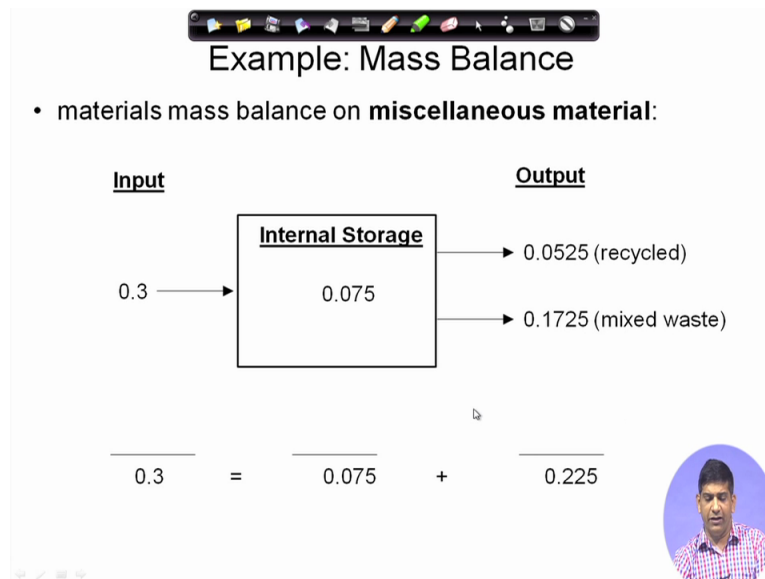 Example: Mass Balance
• materials mass balance on miscellaneous material:
Input
Output
Internal Storage
0.0525 (recycled)
0.3
0.075
0.1725 (mixed waste)
0.3 = 0.075 + 0.225